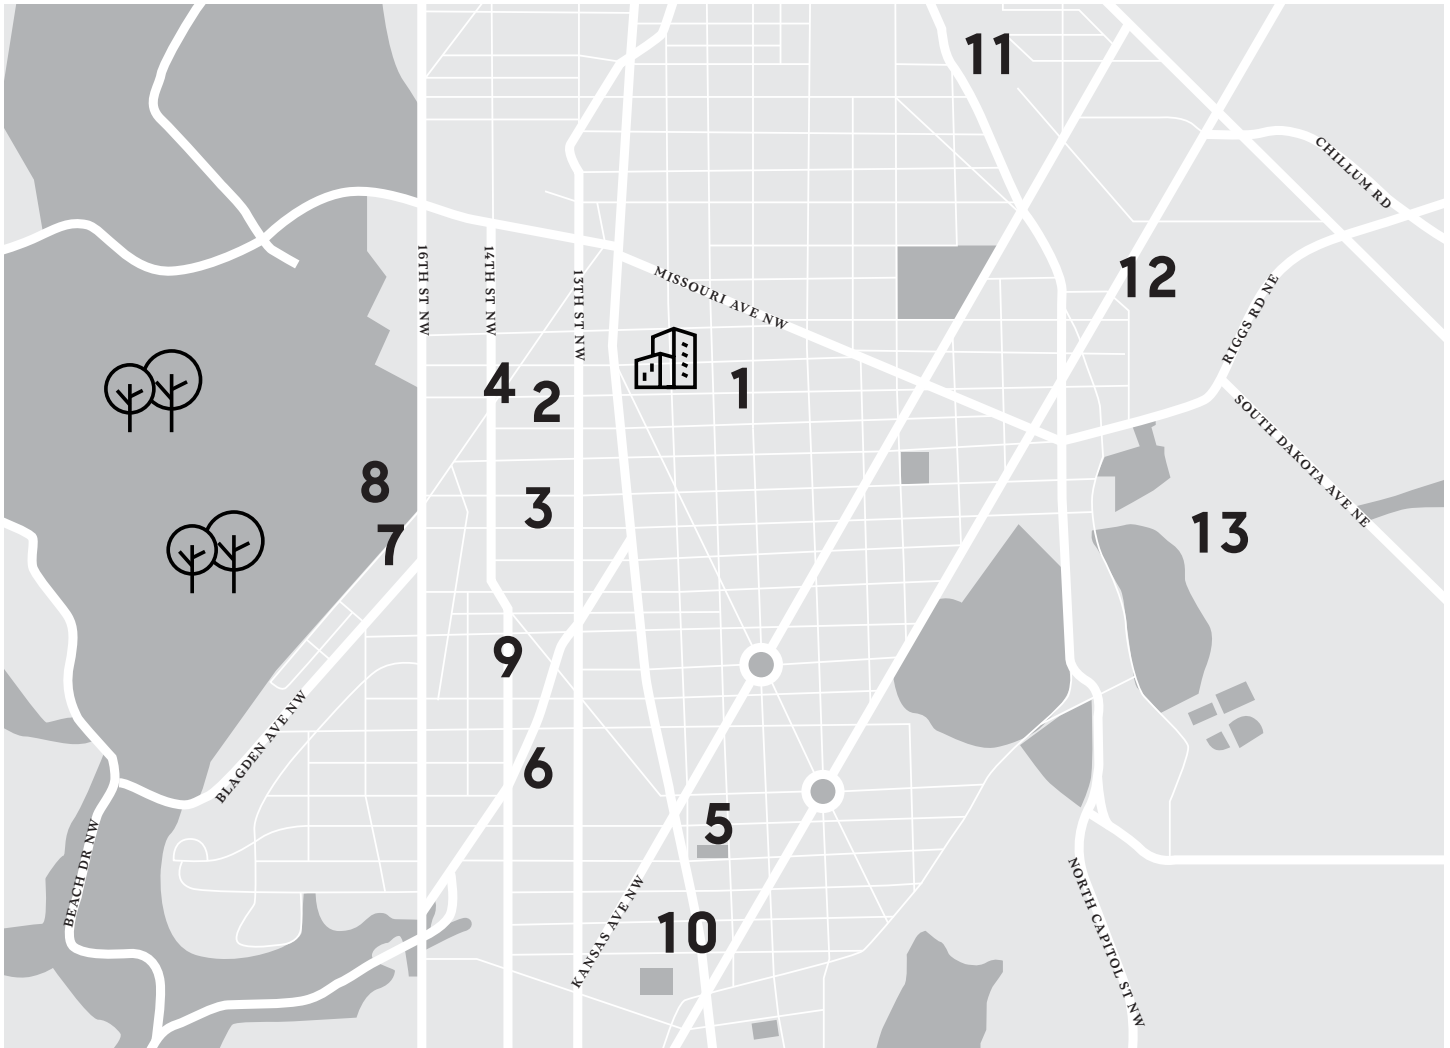 11
CHILLUM RD
12
16TH ST NW
14TH ST NW
13TH ST NW
MISSOURI AVE NW
RIGGS RD NE
4
2
1
SOUTH DAKOTA AVE NE
8
3
7
13
9
BLAGDEN AVE NW
6
5
BEACH DR NW
KANSAS AVE NW
10
NORTH CAPITOL ST NW